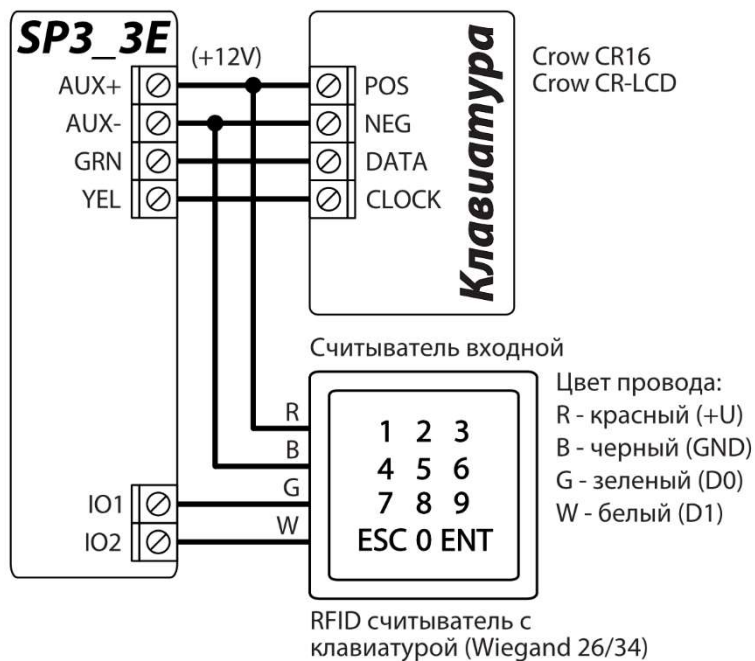 SP3_3E
(+12V)
AUX+
AUX-
GRN
YEL
IO1
IO2
POS
NEG
DATA
CLOCK
Клавиатура
Crow CR16
Crow CR-LCD
Считыватель входной
R
B
G
W
1 2 3
4 5 6
7 8 9
ESC 0 ENT
Цвет провода:
R - красный (+U)
B - черный (GND)
G - зеленый (D0)
W - белый (D1)
RFID считыватель с
клавиатурой (Wiegand 26/34)